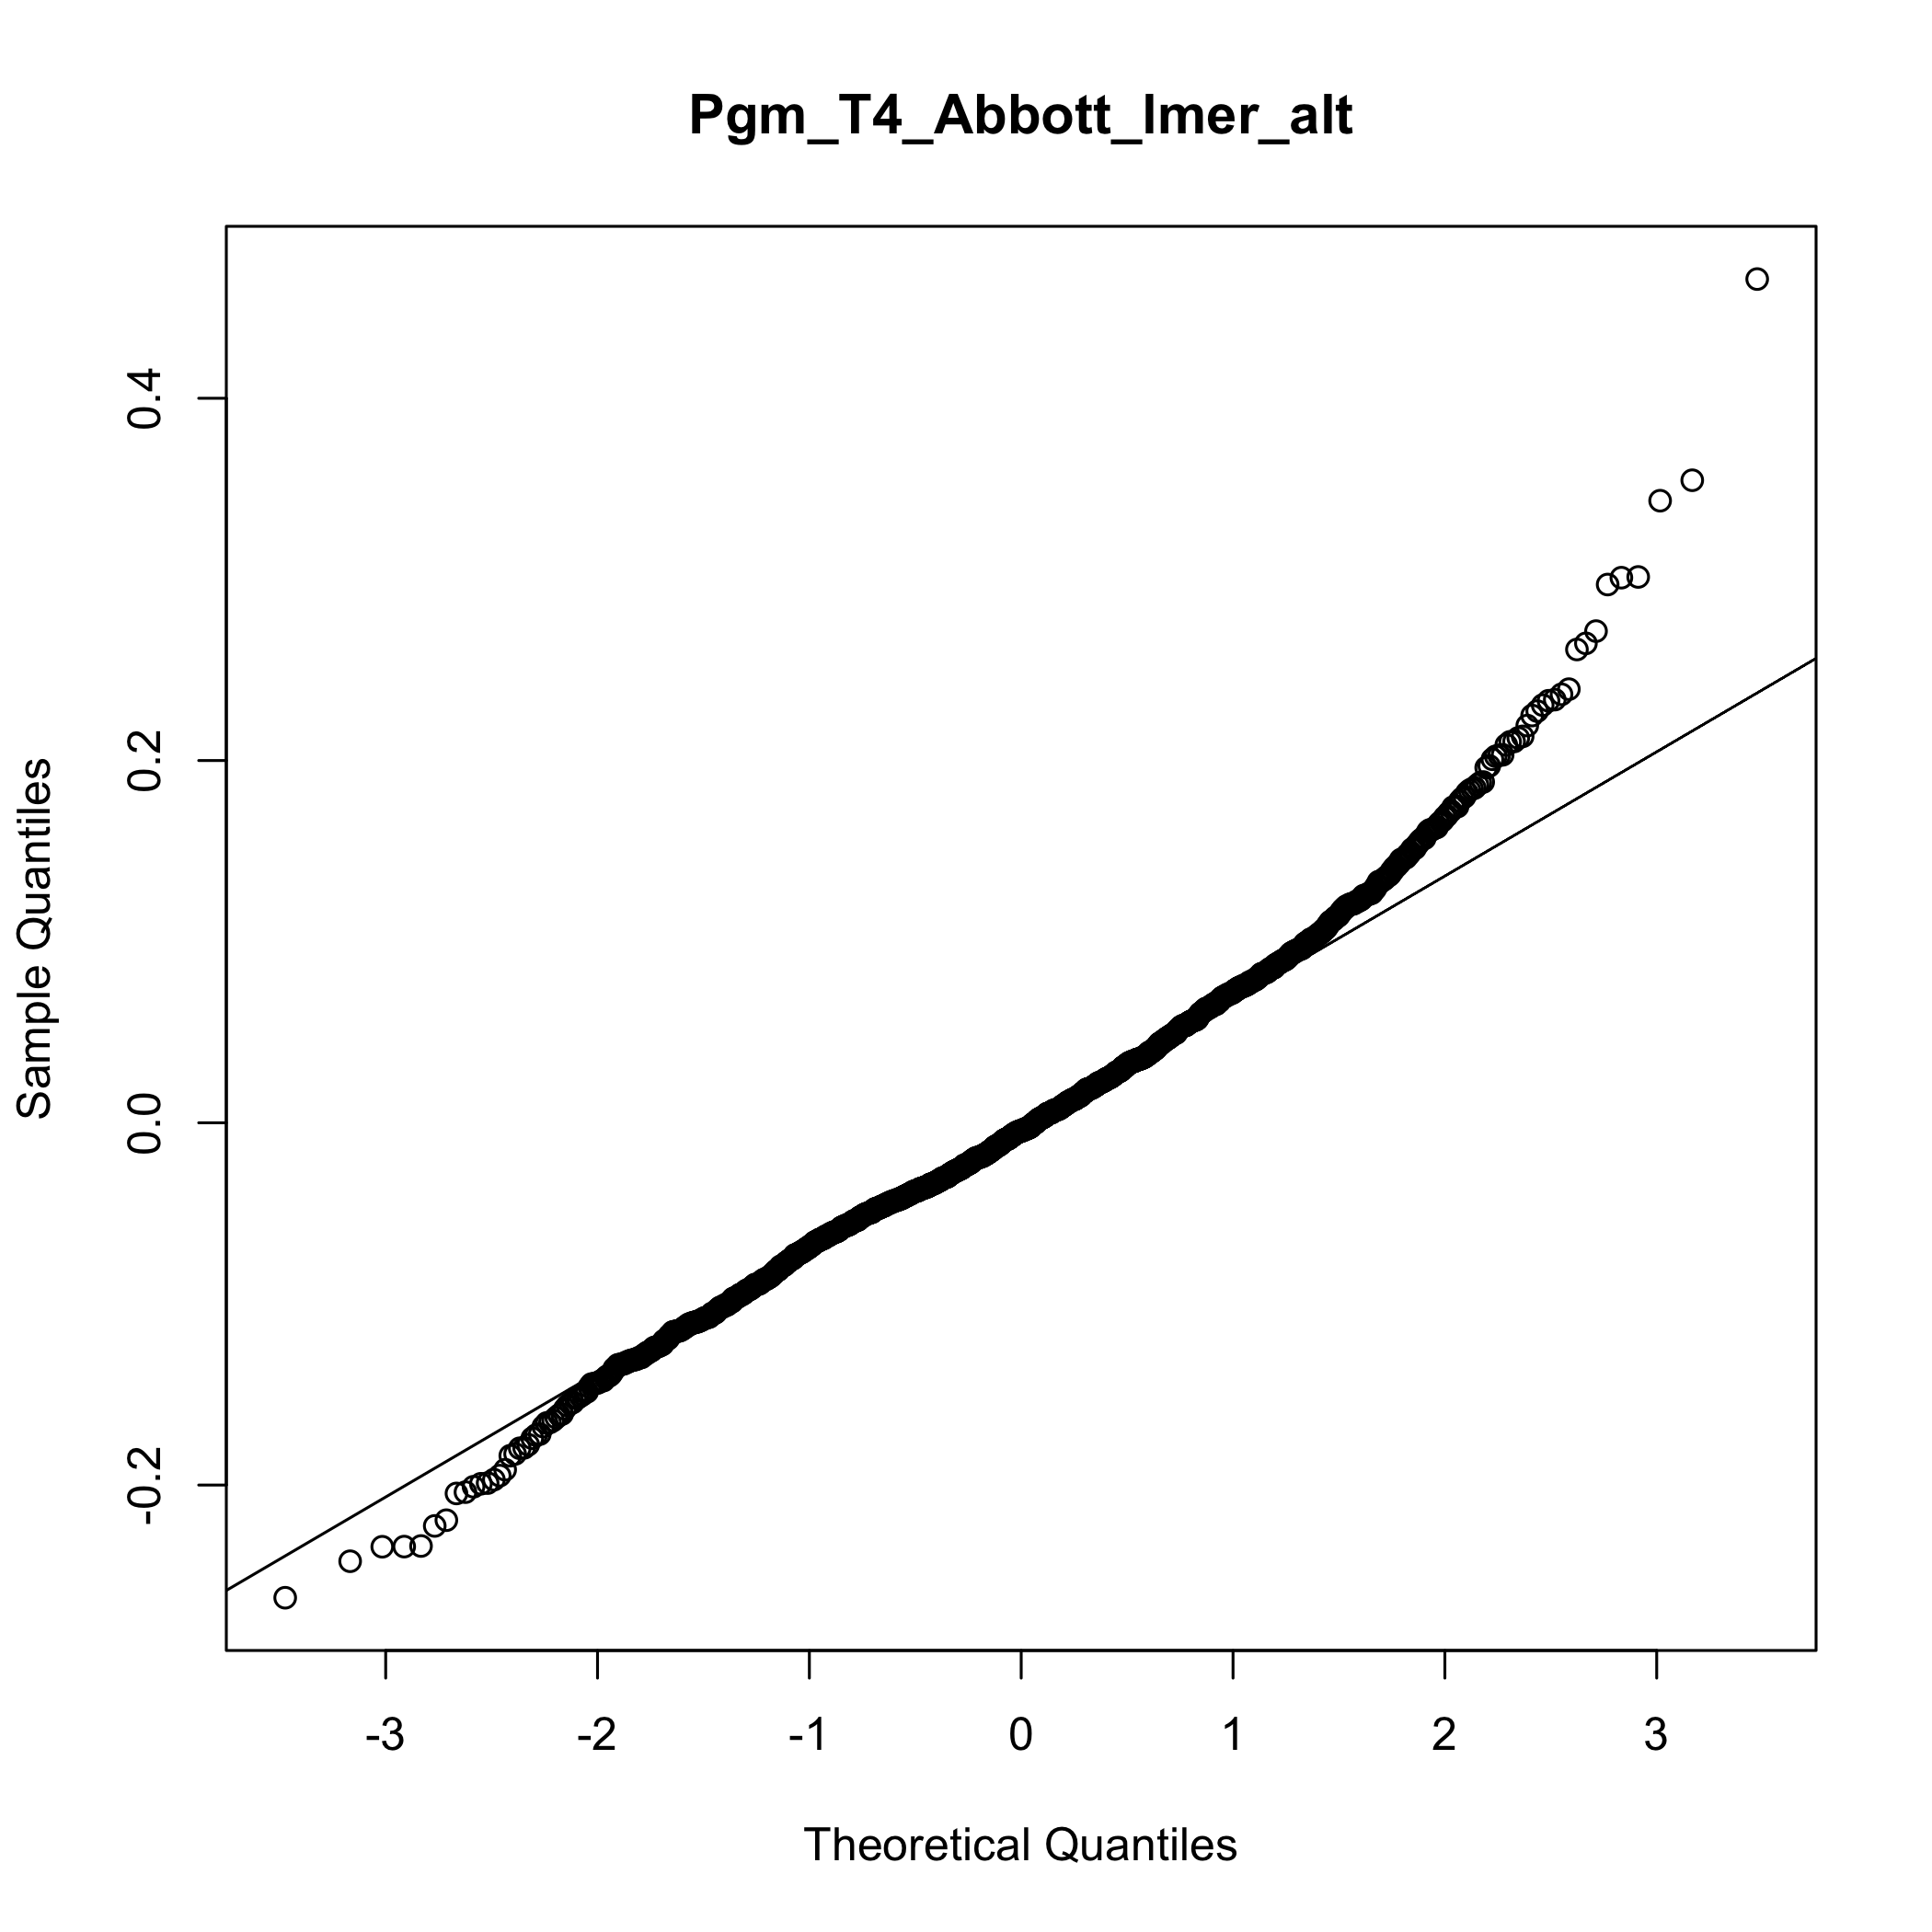 Pgm_T4_Abbott_lmer_alt
Sample Quantiles
0.4
0.2
0.0
-0.2
-3 -2 -1 0 1 2 3
Theoretical Quantiles